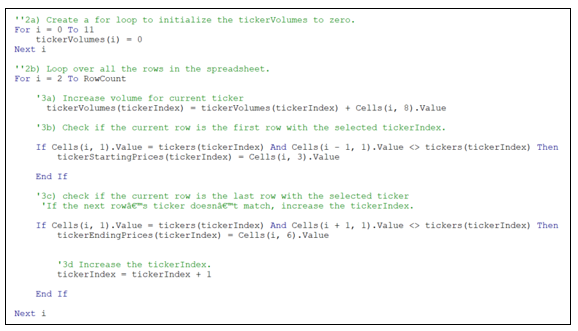 ''2a) Create a for loop to initialize the tickerVolumes to zero.
For i = 0 To 11
tickerVolumes(i) = 0
Next i
''2b) Loop over all the rows in the spreadsheet.
For i = 2 To RowCount
'3a) Increase volume for current ticker
tickerVolumes(tickerIndex) = tickerVolumes(tickerIndex) + Cells(i, 8).Value
'3b) Check if the current row is the first row with the selected tickerIndex.
If Cells(i, 1).Value = tickers(tickerIndex) And Cells(i - 1, 1).Value <> tickers(tickerIndex) Then
tickerStartingPrices(tickerIndex) = Cells(i, 3).Value
End If
'3c) check if the current row is the last row with the selected ticker
'If the next rowâ€™s ticker doesnâ€™t match, increase the tickerIndex.
If Cells(i, 1).Value = tickers(tickerIndex) And Cells(i + 1, 1).Value <> tickers(tickerIndex) Then
tickerEndingPrices(tickerIndex) = Cells(i, 6).Value
'3d Increase the tickerIndex.
tickerIndex = tickerIndex + 1
End If
Next i